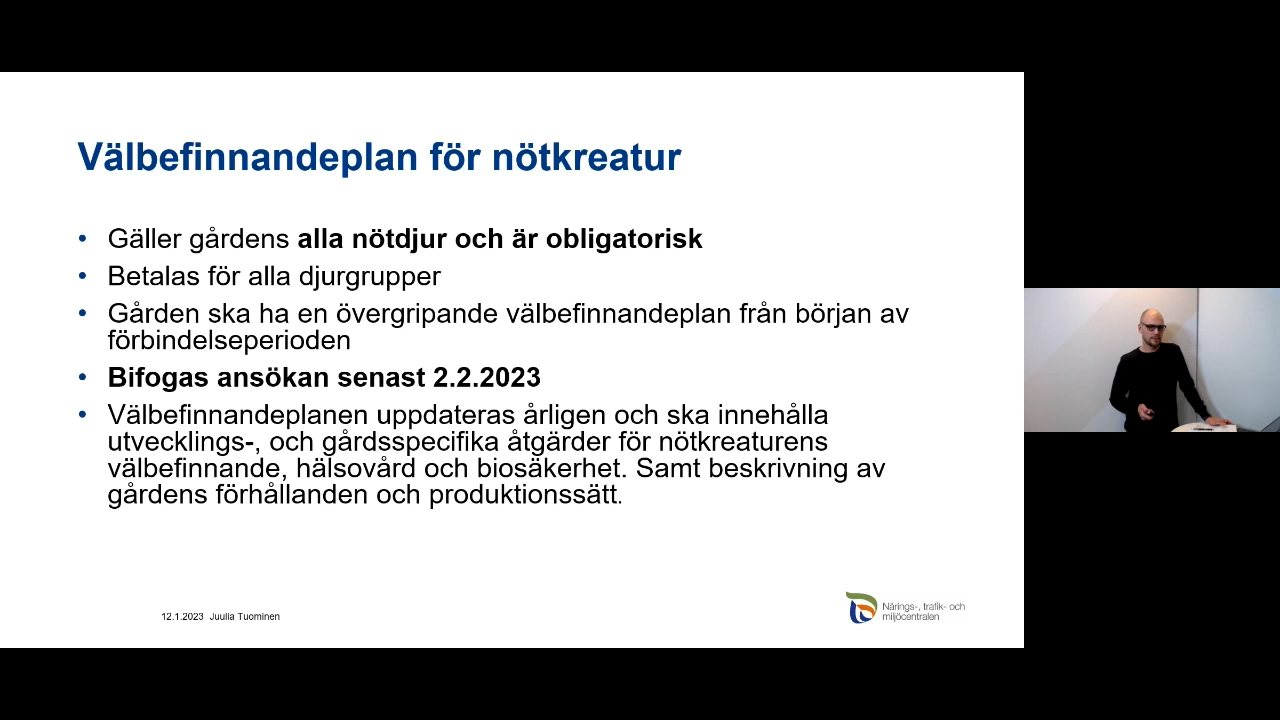 Välbefinnandeplan för nötkreatur
• Gäller gårdens alla nötdjur och är obligatorisk
• Betalas för alla djurgrupper
• Gården ska ha en övergripande välbefinnandeplan från början av
förbindelseperioden
• Bifogas ansökan senast 2.2.2023
• Välbefinnandeplanen uppdateras årligen och ska innehålla
utvecklings-, och gårdsspecifika åtgärder för nötkreaturens
välbefinnande, hälsovård och biosäkerhet. Samt beskrivning av
gårdens förhållanden och produktionssätt.
12.1.2023 Juulia Tuominen
Närings-, trafik- och
miljöcentralen